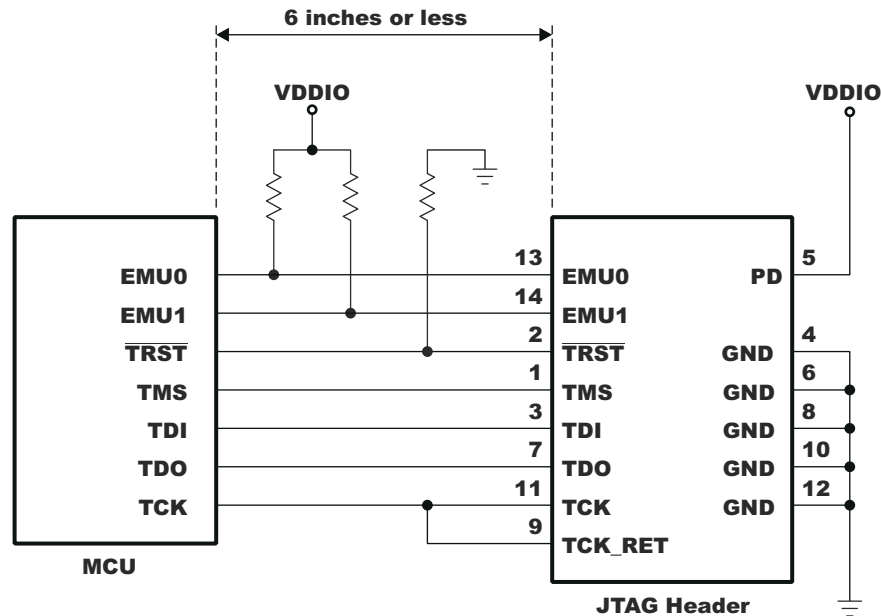 6 inches or less
VDDIO
VDDIO
13
EMU0
EMU0
5
PD
14
EMU1
EMU1
2
TRST
TRST
4
GND
1
TMS
TMS
6
GND
3
TDI
TDI
8
GND
7
TDO
TDO
10
GND
11
TCK
TCK
12
GND
9
TCK_RET
MCU
JTAG Header